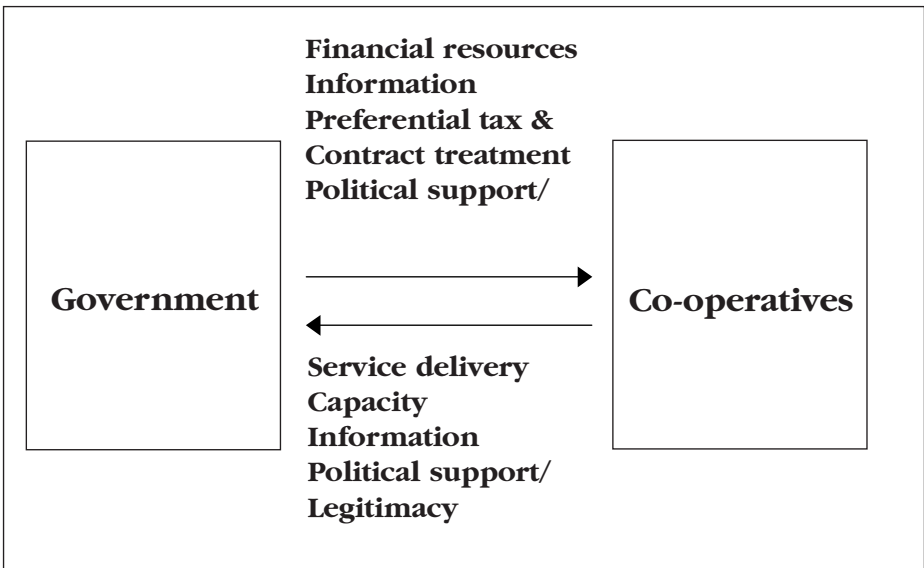 Financial resources
Information
Preferential tax &
Contract treatment
Political support/
Government
Co-operatives
Service delivery
Capacity
Information
Political support/
Legitimacy